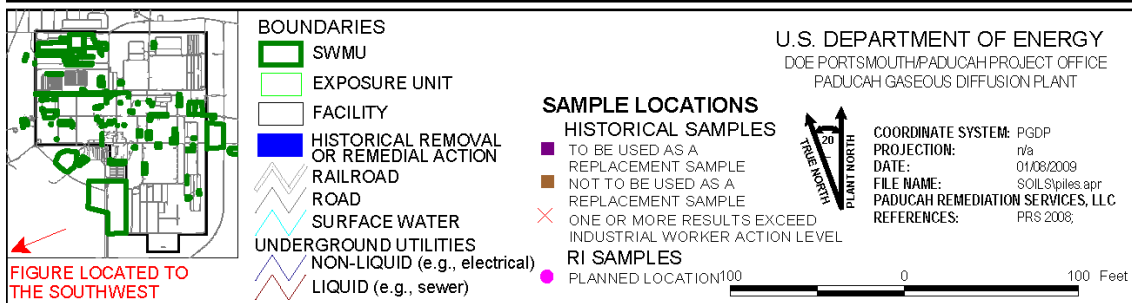 FIGURE LOCATED TO
THE SOUTHWEST
BOUNDARIES
SWMU
EXPOSURE UNIT
FACILITY
HISTORICAL REMOVAL
OR REMEDIAL ACTION
RAILROAD
ROAD
SURFACE WATER
UNDERGROUND UTILITIES
NON-LIQUID (e.g., electrical)
LIQUID (e.g., sewer)
SAMPLE LOCATIONS
HISTORICAL SAMPLES
TO BE USED AS A
REPLACEMENT SAMPLE
NOT TO BE USED AS A
REPLACEMENT SAMPLE
ONE OR MORE RESULTS EXCEED
INDUSTRIAL WORKER ACTION LEVEL
RI SAMPLES
PLANNED LOCATION
100 0 100 Feet
U.S. DEPARTMENT OF ENERGY
DOE PORTSMOUTH/PADUCAH PROJECT OFFICE
PADUCAH GASEOUS DIFFUSION PLANT
20
TRUE NORTH
PLANT NORTH
COORDINATE SYSTEM: PGDP
PROJECTION: n/a
DATE: 01/08/2009
FILE NAME: SOILS\piles.apr
PADUCAH REMEDIATION SERVICES, LLC
REFERENCES: PRS 2008;